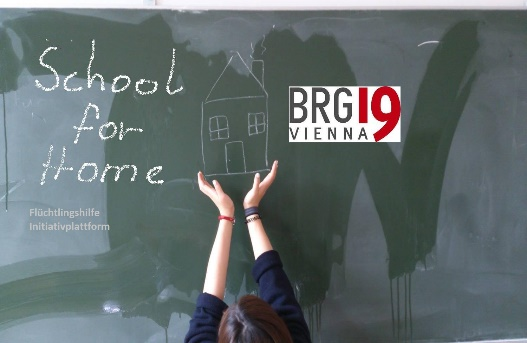 School
for
Home
Flüchtlingshilfe
Initiativplattform
BRG19
VIENNA